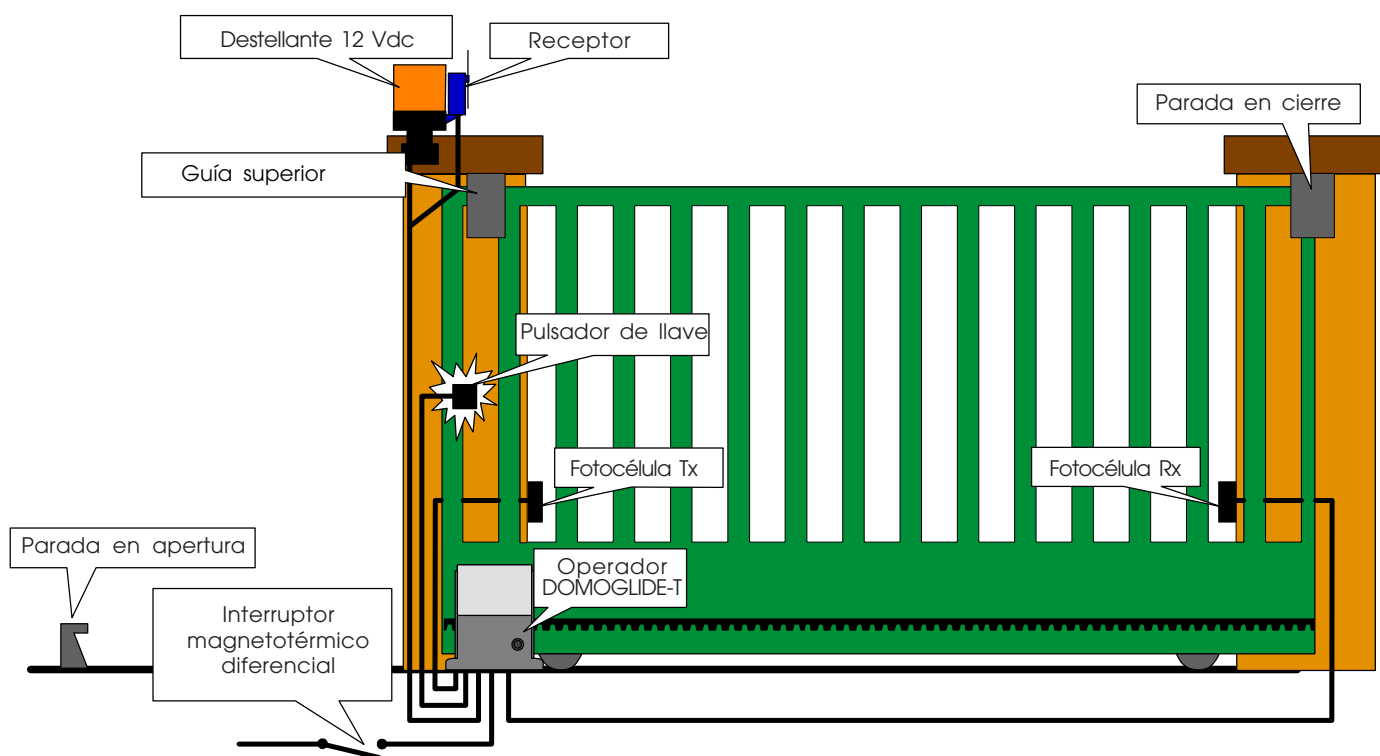 Destellante 12 Vdc
Receptor
Parada en cierre
Guía superior
Pulsador de llave
Fotocélula Tx
Fotocélula Rx
Parada en apertura
Operador
DOMOGLIDE-T
Interruptor
magnetotérmico
diferencial